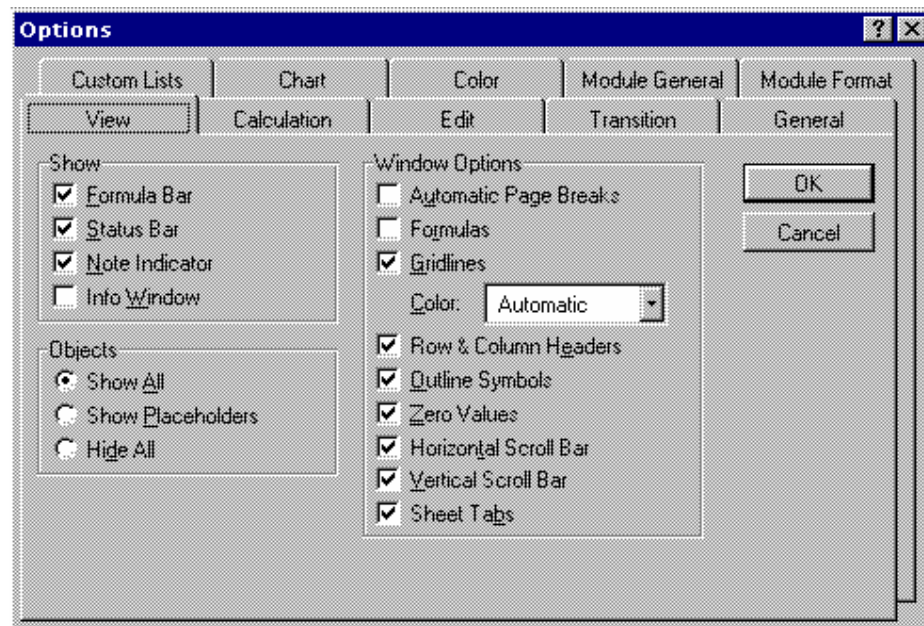 Options
Custom Lists
Chart
Color
Module General
Module Format
View
Calculation
Edit
Transition
General
Show
Formula Bar
Status Bar
Note Indicator
Info Window
Objects
Show All
Show Placeholders
Hide All
Window Options
Automatic Page Breaks
Formulas
Gridlines
Color: Automatic
Row & Column Headers
Outline Symbols
Zero Values
Horizontal Scroll Bar
Vertical Scroll Bar
Sheet Tabs
OK
Cancel